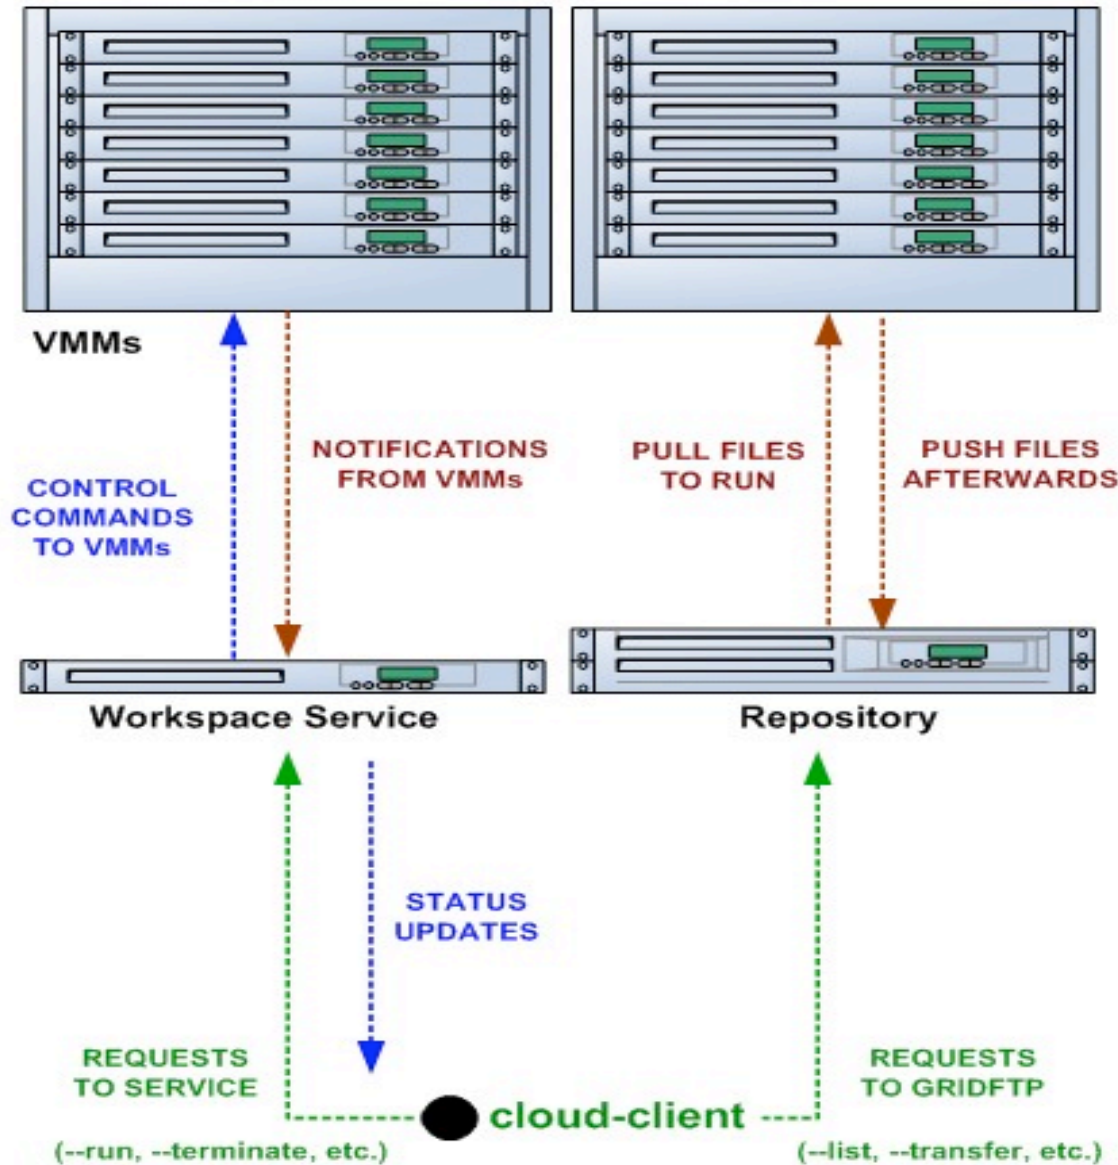 VMMs
NOTIFICATIONS
FROM VMMs
PULL FILES
TO RUN
PUSH FILES
AFTERWARDS
CONTROL
COMMANDS
TO VMMs
Workspace Service
Repository
STATUS
UPDATES
REQUESTS
TO SERVICE
REQUESTS
TO GRIDFTP
cloud-client
(--run, --terminate, etc.)
(--list, --transfer, etc.)